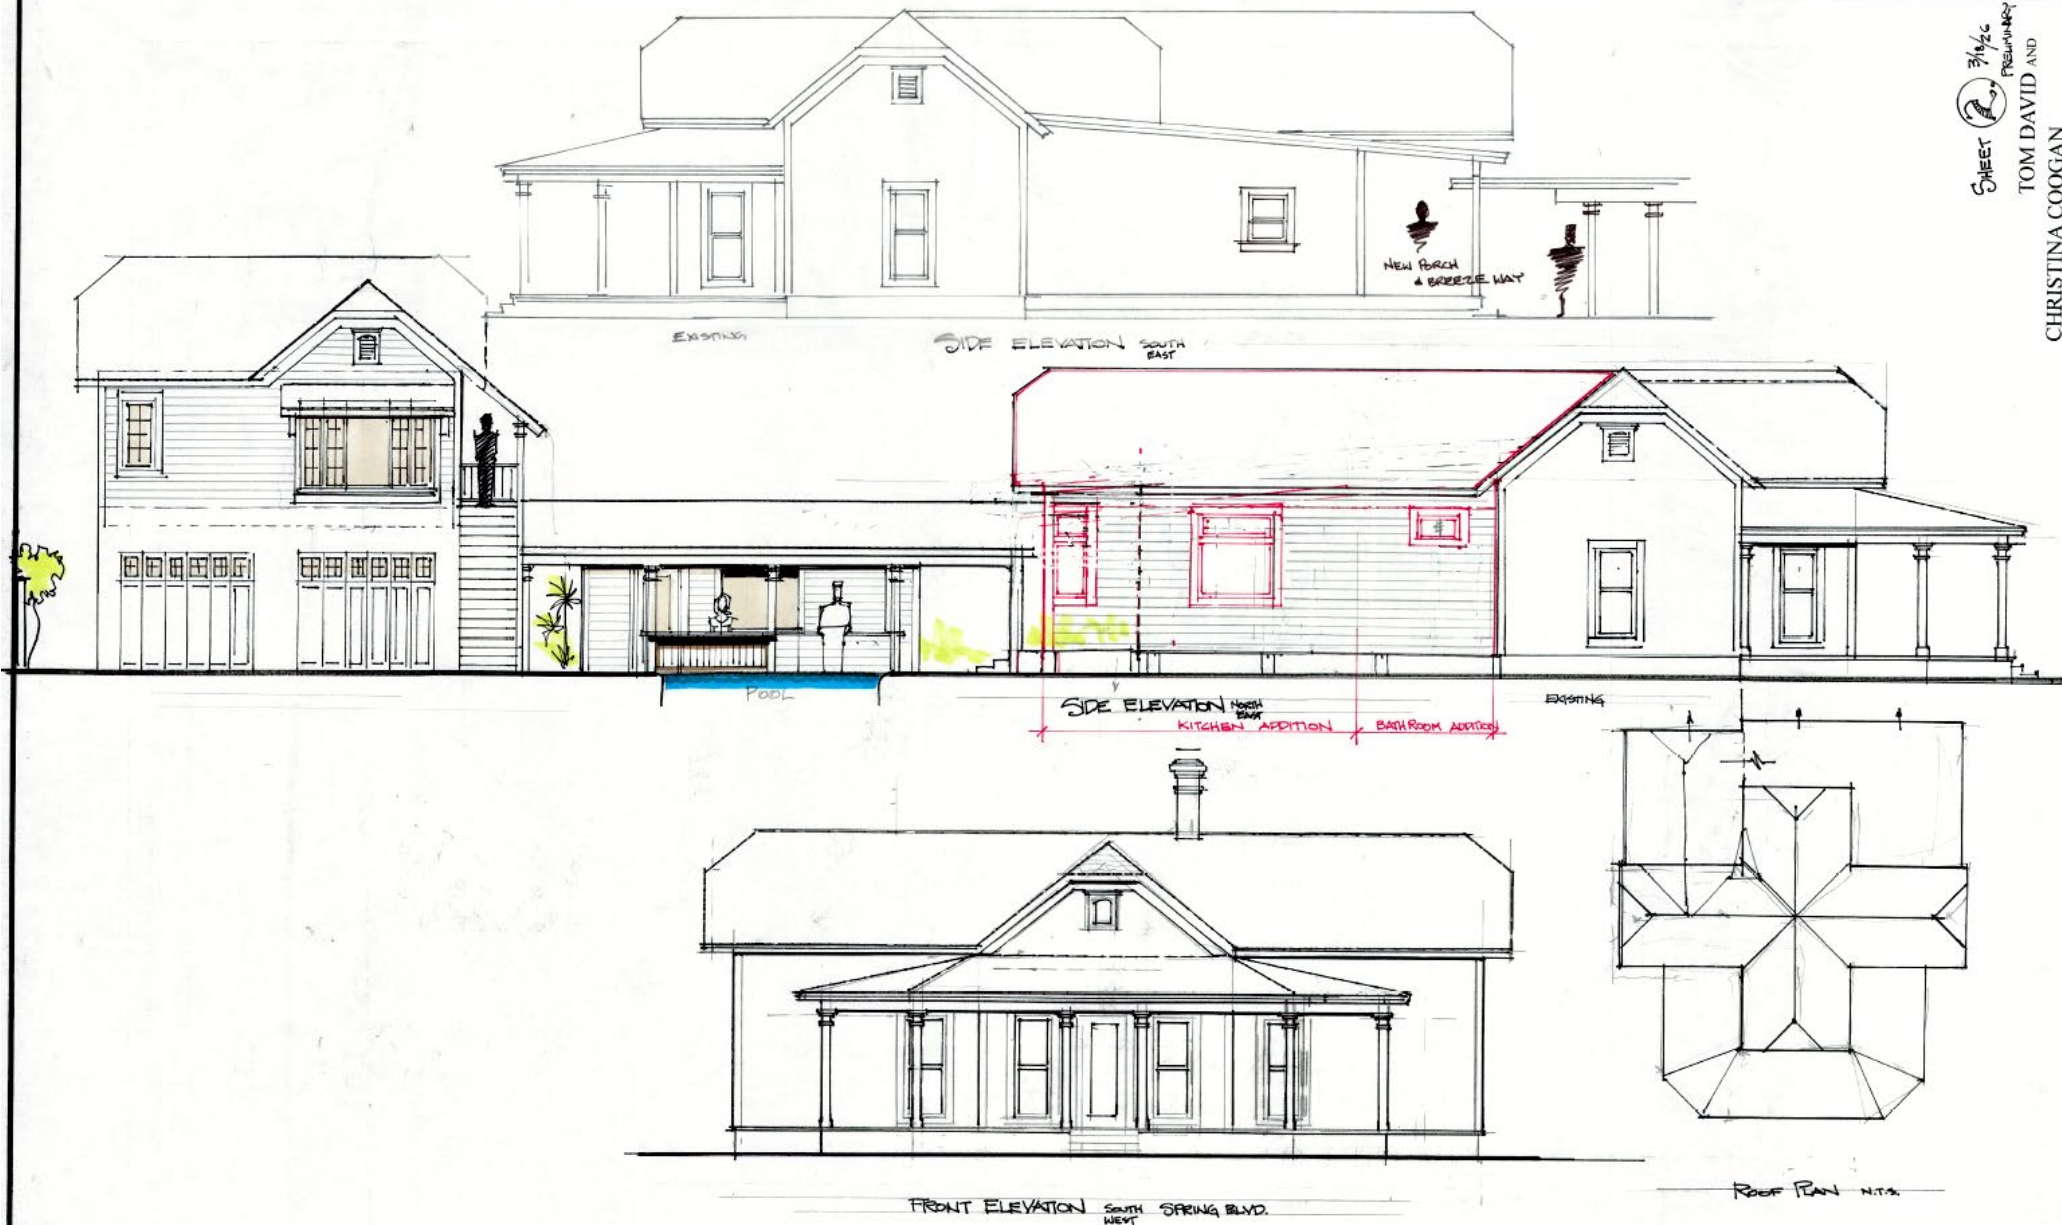 SHEET 2 3/18/26
PRELIMINARY
TOM DAVID AND
CHRISTINA COOGAN
NEW PORCH
& BREEZE WAY
EXISTING
SIDE ELEVATION SOUTH
EAST
POOL
SIDE ELEVATION NORTH
EAST
EXISTING
KITCHEN ADDITION
BATHROOM ADDITION
FRONT ELEVATION SOUTH SPRING BLVD.
WEST
ROOF PLAN N.T.S.